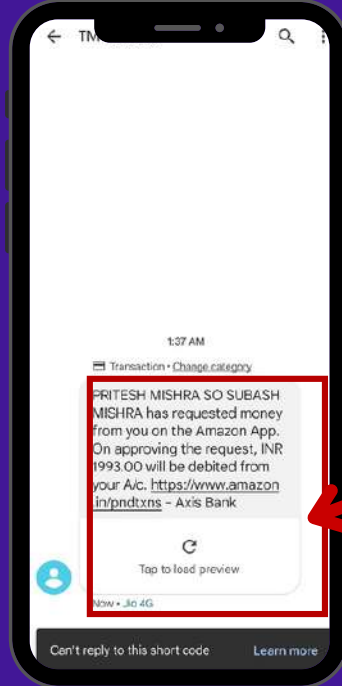 TM
1:37 AM
Transaction • Change category
PRITESH MISHRA SO SUBASH
MISHRA has requested money
from you on the Amazon App.
On approving the request, INR
1993.00 will be debited from
your A/c. https://www.amazon
.in/pndtxns - Axis Bank
Tap to load preview
Now • Jio 4G
Can't reply to this short code Learn more